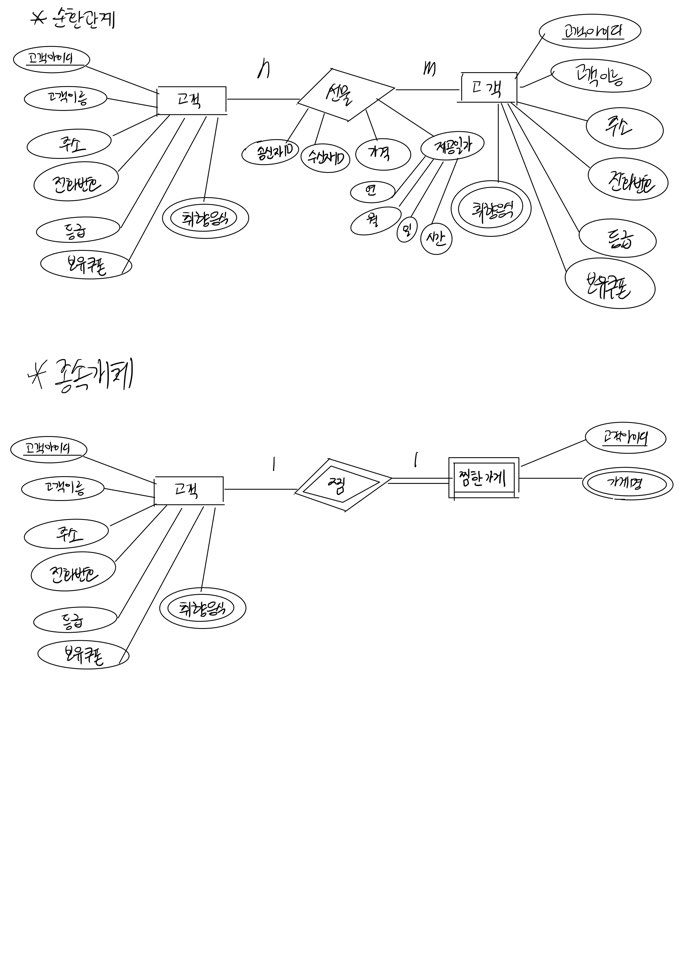 * 순환관계
고객아이디
고객이름
주소
전화번호
등급
보유쿠폰
고객
취향음식
n
선물
m
송신자ID
수신자ID
가격
제공일자
연
월
일
시간
고객
고객아이디
고객이름
주소
전화번호
등급
보유쿠폰
취향음식
* 종속개체
고객아이디
고객이름
주소
전화번호
등급
보유쿠폰
고객
취향음식
1
찜
1
찜한가게
고객아이디
가게명